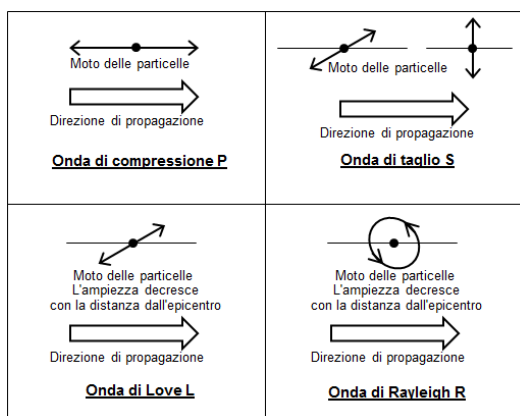 Moto delle particelle
Direzione di propagazione
Onda di compressione P
Moto delle particelle
Direzione di propagazione
Onda di taglio S
Moto delle particelle
L'ampiezza decresce
con la distanza dall'epicentro
Direzione di propagazione
Onda di Love L
Moto delle particelle
L'ampiezza decresce
con la distanza dall'epicentro
Direzione di propagazione
Onda di Rayleigh R